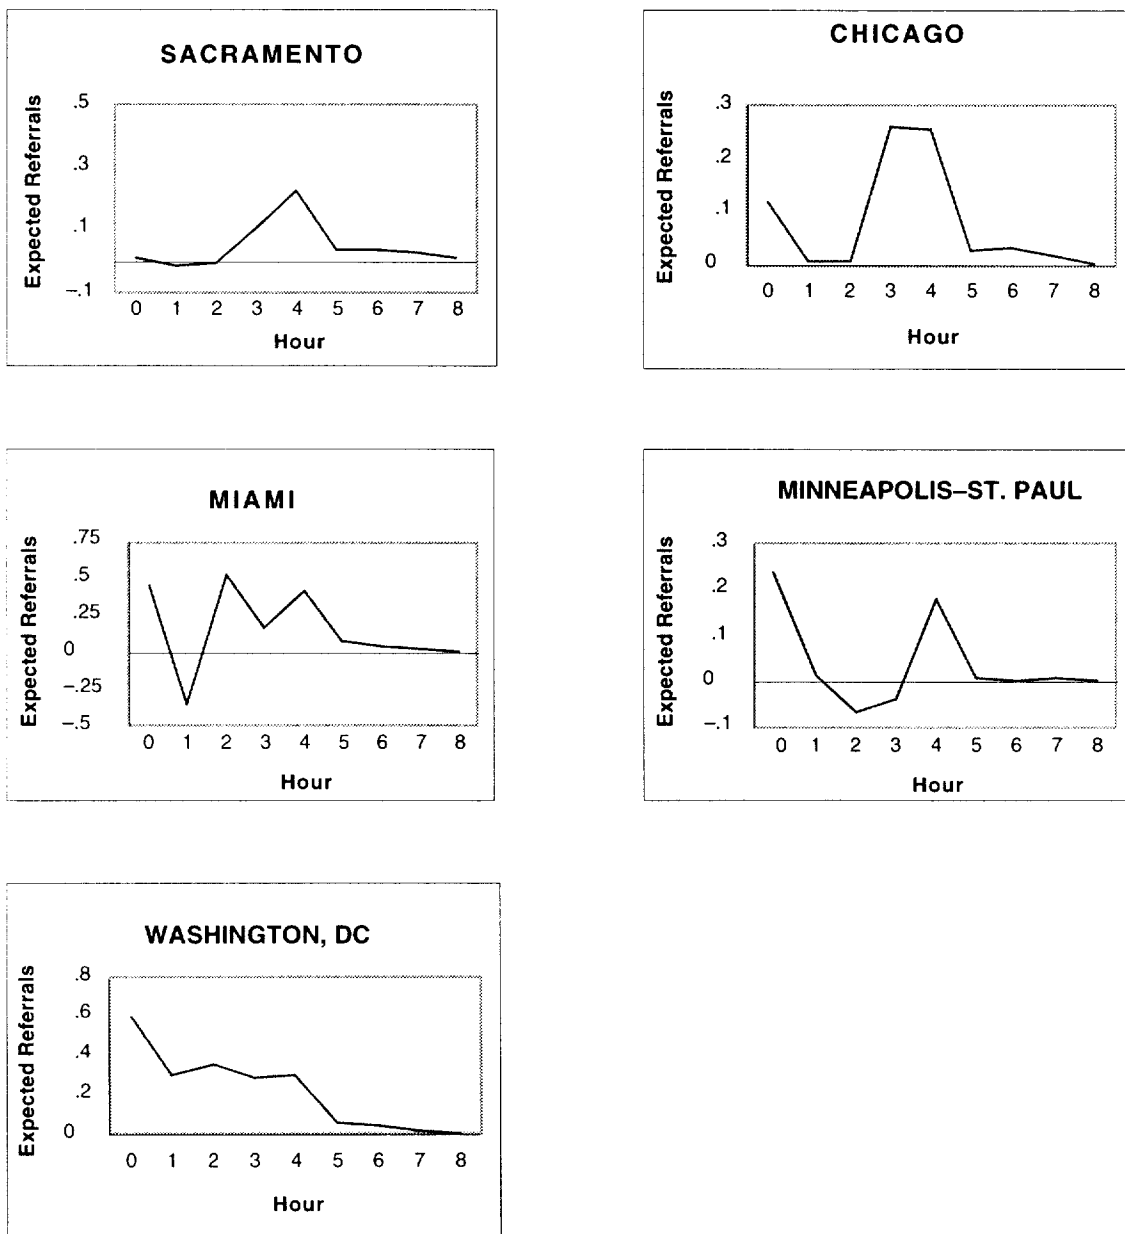 SACRAMENTO
Expected Referrals
.5
.3
.1
−.1
0 1 2 3 4 5 6 7 8
Hour
CHICAGO
Expected Referrals
.3
.2
.1
0
0 1 2 3 4 5 6 7 8
Hour
MIAMI
Expected Referrals
.75
.5
.25
0
−.25
−.5
0 1 2 3 4 5 6 7 8
Hour
MINNEAPOLIS–ST. PAUL
Expected Referrals
.3
.2
.1
0
−.1
0 1 2 3 4 5 6 7 8
Hour
WASHINGTON, DC
Expected Referrals
.8
.6
.4
.2
0
0 1 2 3 4 5 6 7 8
Hour